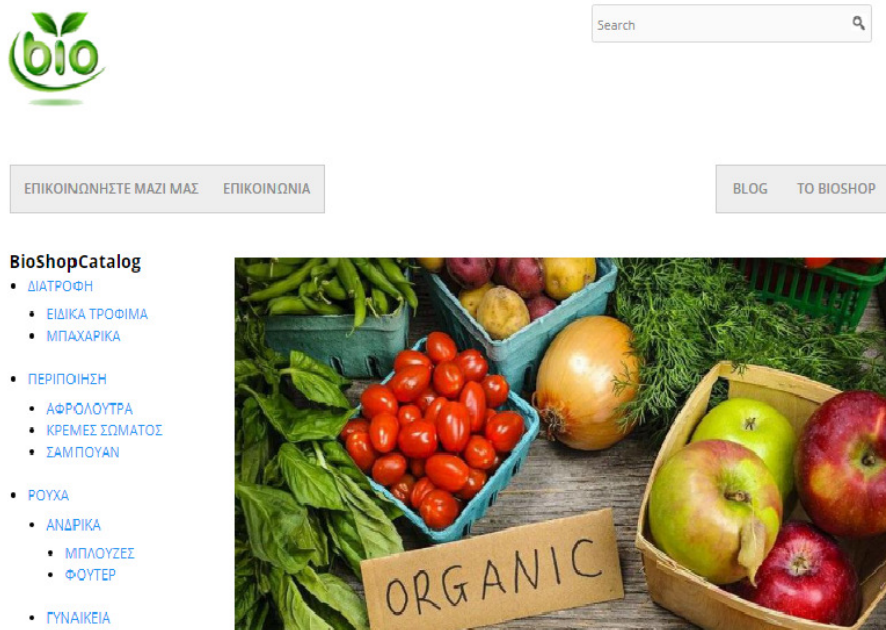 bio
Search
ΕΠΙΚΟΙΝΩΝΗΣΤΕ ΜΑΖΙ ΜΑΣ ΕΠΙΚΟΙΝΩΝΙΑ
BLOG ΤΟ BIOSHOP
BioShopCatalog
ΔΙΑΤΡΟΦΗ
ΕΙΔΙΚΑ ΤΡΟΦΙΜΑ
ΜΠΑΧΑΡΙΚΑ
ΠΕΡΙΠΟΙΗΣΗ
ΑΦΡΟΛΟΥΤΡΑ
ΚΡΕΜΕΣ ΣΩΜΑΤΟΣ
ΣΑΜΠΟΥΑΝ
ΡΟΥΧΑ
ΑΝΔΡΙΚΑ
ΜΠΛΟΥΖΕΣ
ΦΟΥΤΕΡ
ΓΥΝΑΙΚΕΙΑ
ORGANIC